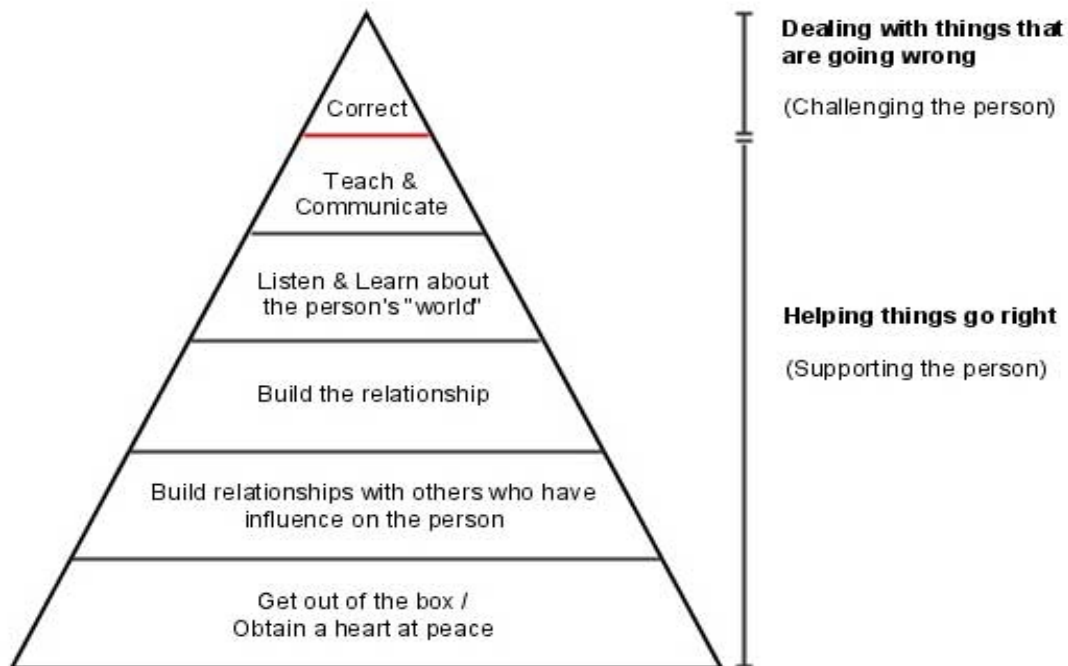 Correct
Teach &
Communicate
Listen & Learn about
the person's "world"
Build the relationship
Build relationships with others who have
influence on the person
Get out of the box /
Obtain a heart at peace
Dealing with things that
are going wrong
(Challenging the person)
Helping things go right
(Supporting the person)